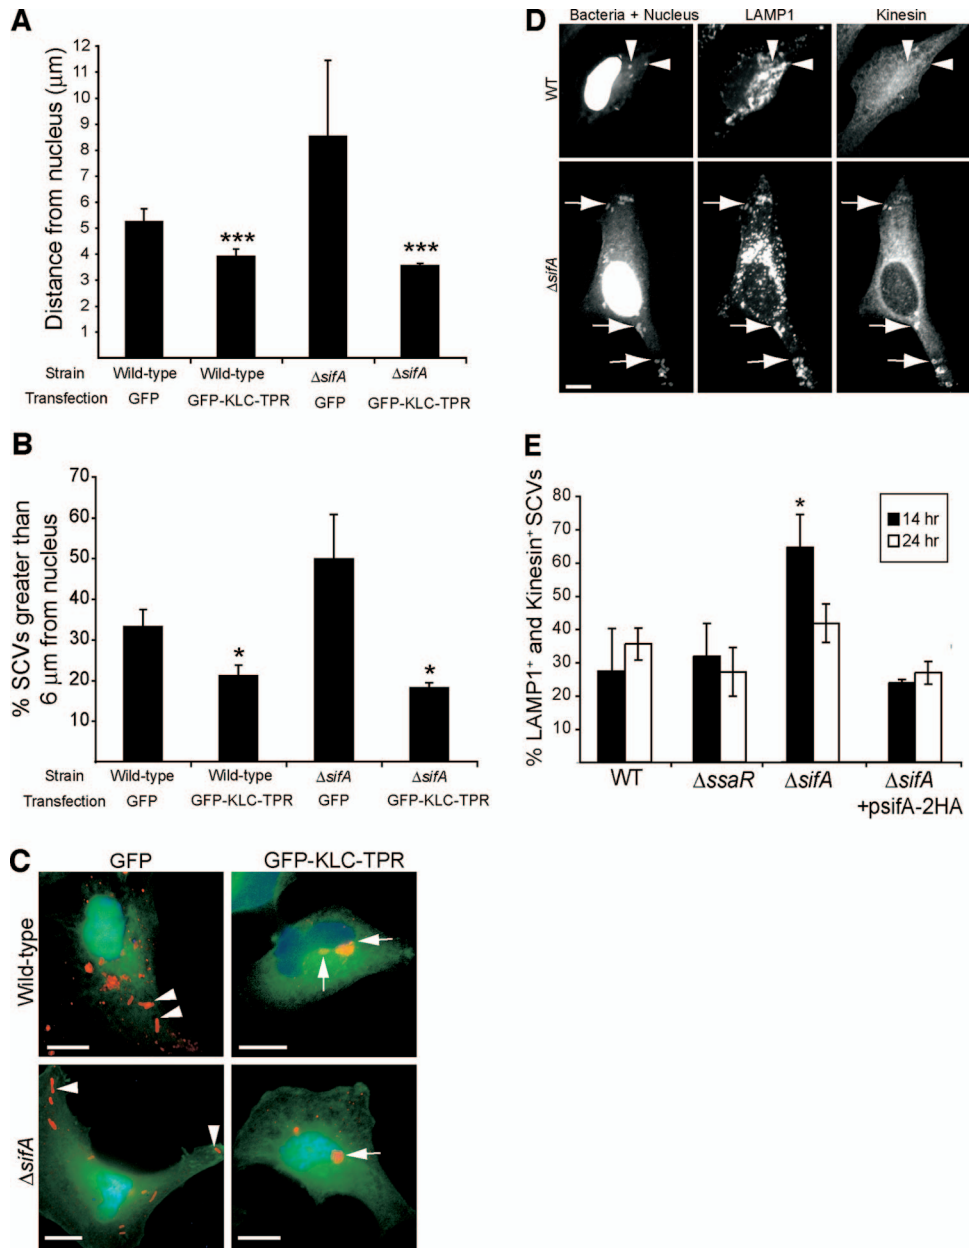 A
Distance from nucleus (µm)
12
11
10
9
8
7
6
5
4
3
2
1
***
***
Strain Wild-type Wild-type ΔsifA ΔsifA
Transfection GFP GFP-KLC-TPR GFP GFP-KLC-TPR
B
% SCVs greater than
6 µm from nucleus
70
60
50
40
30
20
10
*
*
Strain Wild-type Wild-type ΔsifA ΔsifA
Transfection GFP GFP-KLC-TPR GFP GFP-KLC-TPR
C
GFP GFP-KLC-TPR
Wild-type
ΔsifA
D
Bacteria + Nucleus LAMP1 Kinesin
WT
ΔsifA
E
% LAMP1+ and Kinesin+ SCVs
80
70
60
50
40
30
20
10
*
14 hr
24 hr
WT ΔssaR ΔsifA ΔsifA
+psifA-2HA